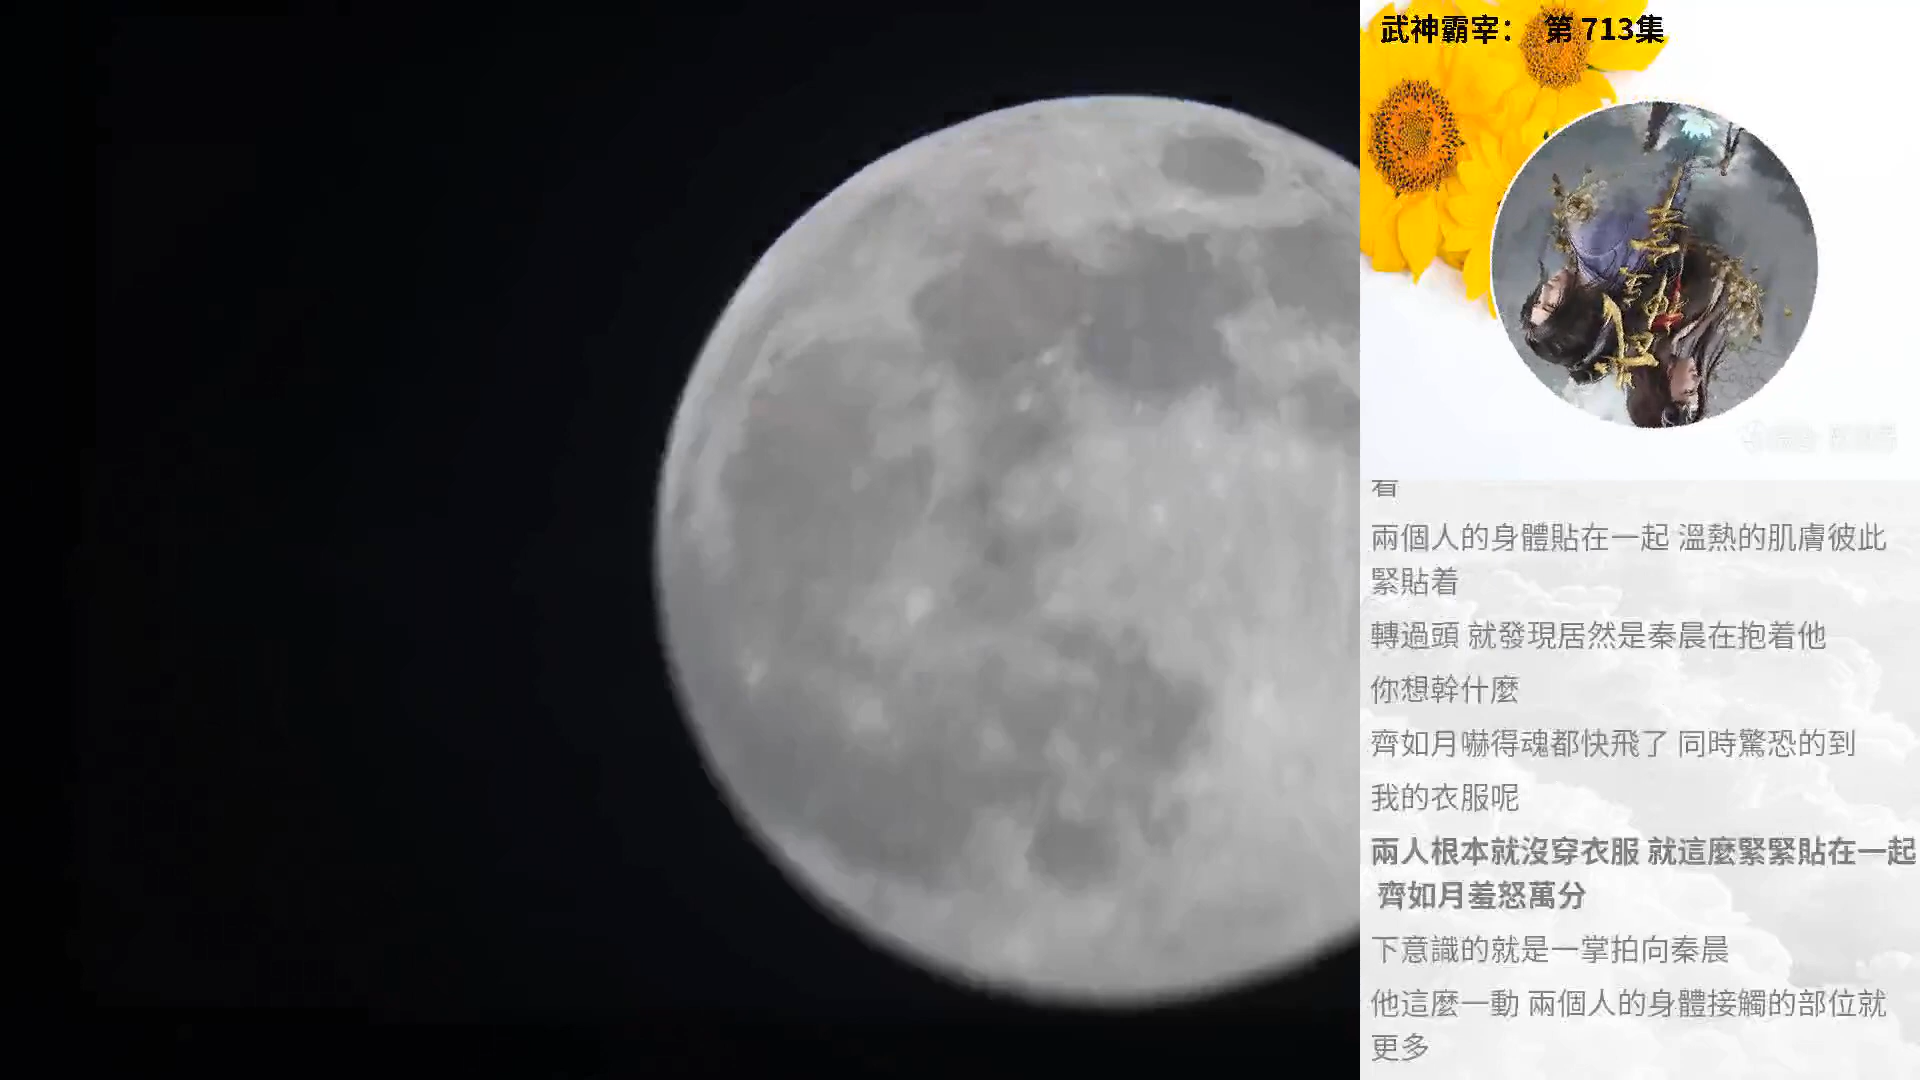 武神霸宰： 第 713集
看
兩個人的身體貼在一起 溫熱的肌膚彼此
緊貼着
轉過頭 就發現居然是秦晨在抱着他
你想幹什麼
齊如月嚇得魂都快飛了 同時驚恐的到
我的衣服呢
兩人根本就沒穿衣服 就這麼緊緊貼在一起
齊如月羞怒萬分
下意識的就是一掌拍向秦晨
他這麼一動 兩個人的身體接觸的部位就
更多